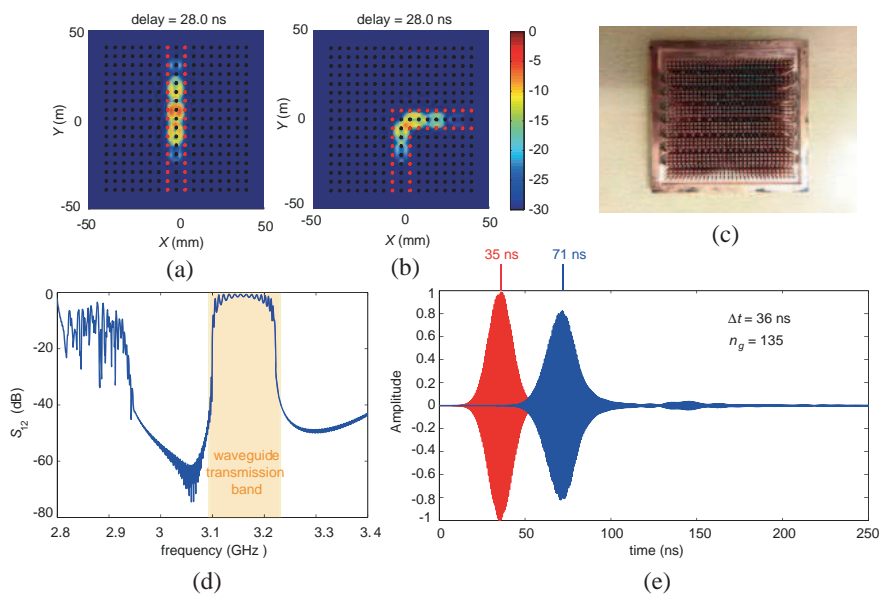 delay = 28.0 ns
50
0
-50
-50
0
50
Y (m)
X (mm)
(a)
delay = 28.0 ns
50
0
-50
-50
0
50
Y (m)
X (mm)
(b)
0
-5
-10
-15
-20
-25
-30
(c)
0
-20
-40
-60
-80
2.8
2.9
3
3.1
3.2
3.3
3.4
S12 (dB)
frequency (GHz )
waveguide
transmission
band
(d)
35 ns
71 ns
1
0.8
0.6
0.4
0.2
0
-0.2
-0.4
-0.6
-0.8
-1
0
50
100
150
200
250
Amplitude
time (ns)
Δt = 36 ns
ng = 135
(e)